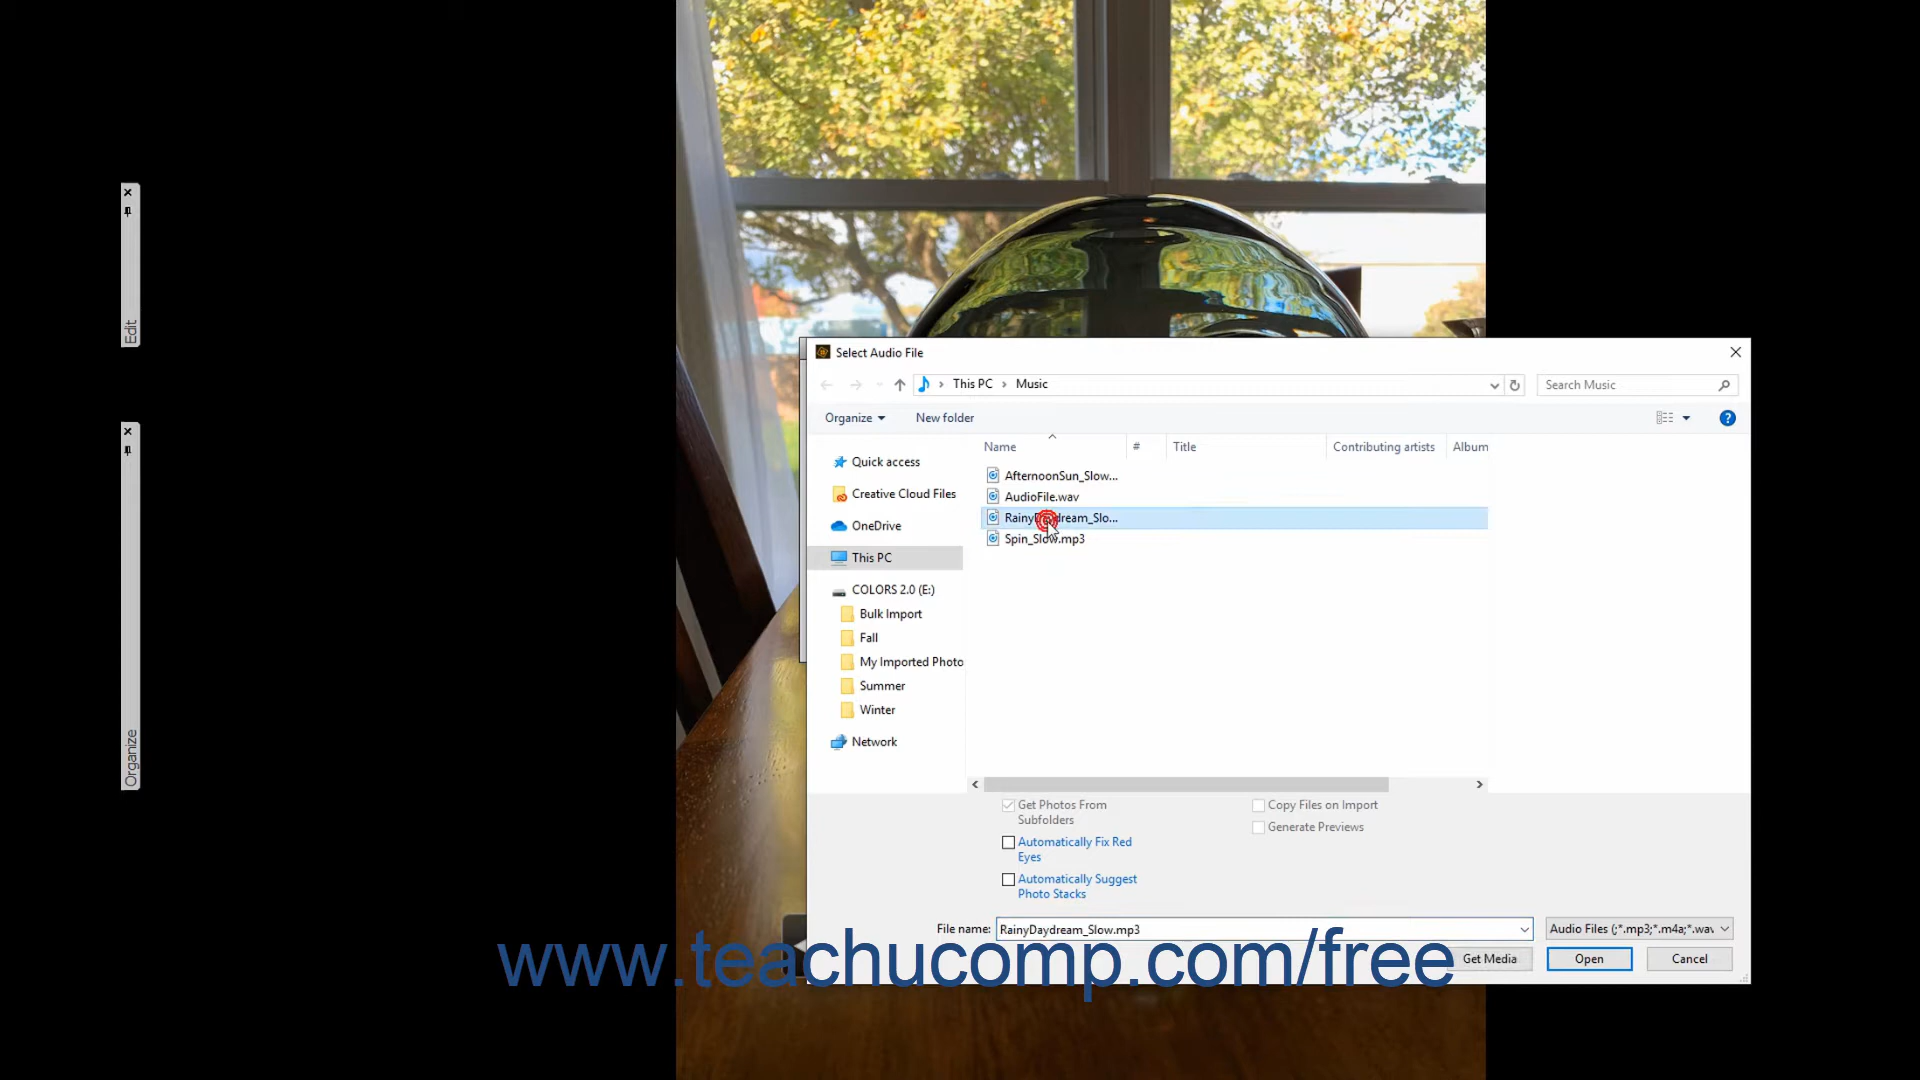 Edit
Organize
Select Audio File
This PC
Music
Search Music
Organize
New folder
?
Name
#
Title
Contributing artists
Album
Quick access
Creative Cloud Files
OneDrive
This PC
COLORS 2.0 (E:)
Bulk Import
Fall
My Imported Photo
Summer
Winter
Network
AfternoonSun_Slow...
AudioFile.wav
RainyDaydream_Slo...
Spin_Slow.mp3
Get Photos From
Subfolders
Automatically Fix Red
Eyes
Automatically Suggest
Photo Stacks
Copy Files on Import
Generate Previews
File name:
RainyDaydream_Slow.mp3
Audio Files (;*.mp3;*.m4a;*.wav
Get Media
Open
Cancel
www.teachucomp.com/free